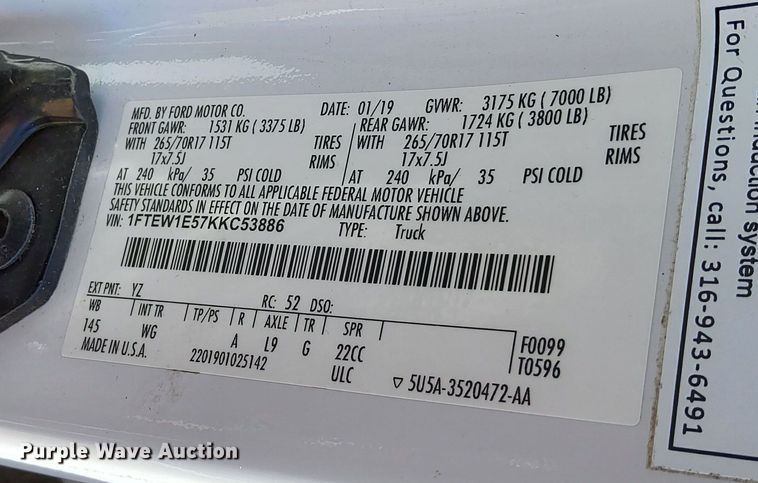 MFD. BY FORD MOTOR CO.
DATE: 01/19 GVWR: 3175 KG ( 7000 LB)
FRONT GAWR: 1531 KG ( 3375 LB) REAR GAWR: 1724 KG ( 3800 LB)
WITH 265/70R17 115T TIRES WITH 265/70R17 115T TIRES
17x7.5J RIMS 17x7.5J RIMS
AT 240 kPa/ 35 PSI COLD AT 240 kPa/ 35 PSI COLD
THIS VEHICLE CONFORMS TO ALL APPLICABLE FEDERAL MOTOR VEHICLE
SAFETY STANDARDS IN EFFECT ON THE DATE OF MANUFACTURE SHOWN ABOVE.
VIN: 1FTEW1E57KKC53886 TYPE: Truck
EXT PNT: YZ RC: 52 DSO:
WB INT TR TP/PS R AXLE TR SPR F0099
145 WG A L9 G 22CC T0596
MADE IN U.S.A. 2201901025142 ULC ▽ 5U5A-3520472-AA
induction system
For Questions, call: 316-943-6491
Purple Wave Auction